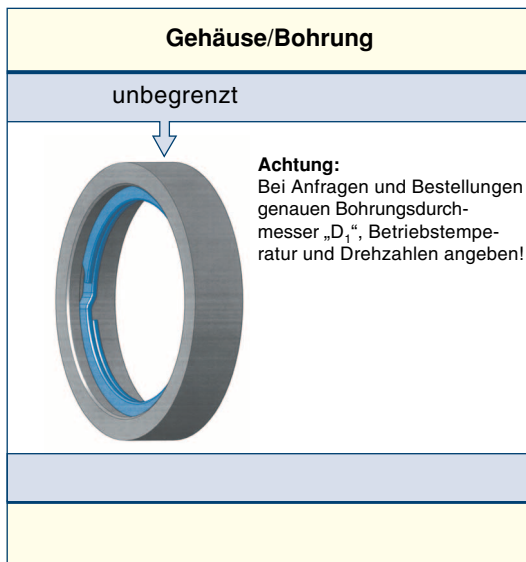 Gehäuse/Bohrung
unbegrenzt
Achtung:
Bei Anfragen und Bestellungen
genauen Bohrungsdurch-
messer „D₁“, Betriebstempe-
ratur und Drehzahlen angeben!